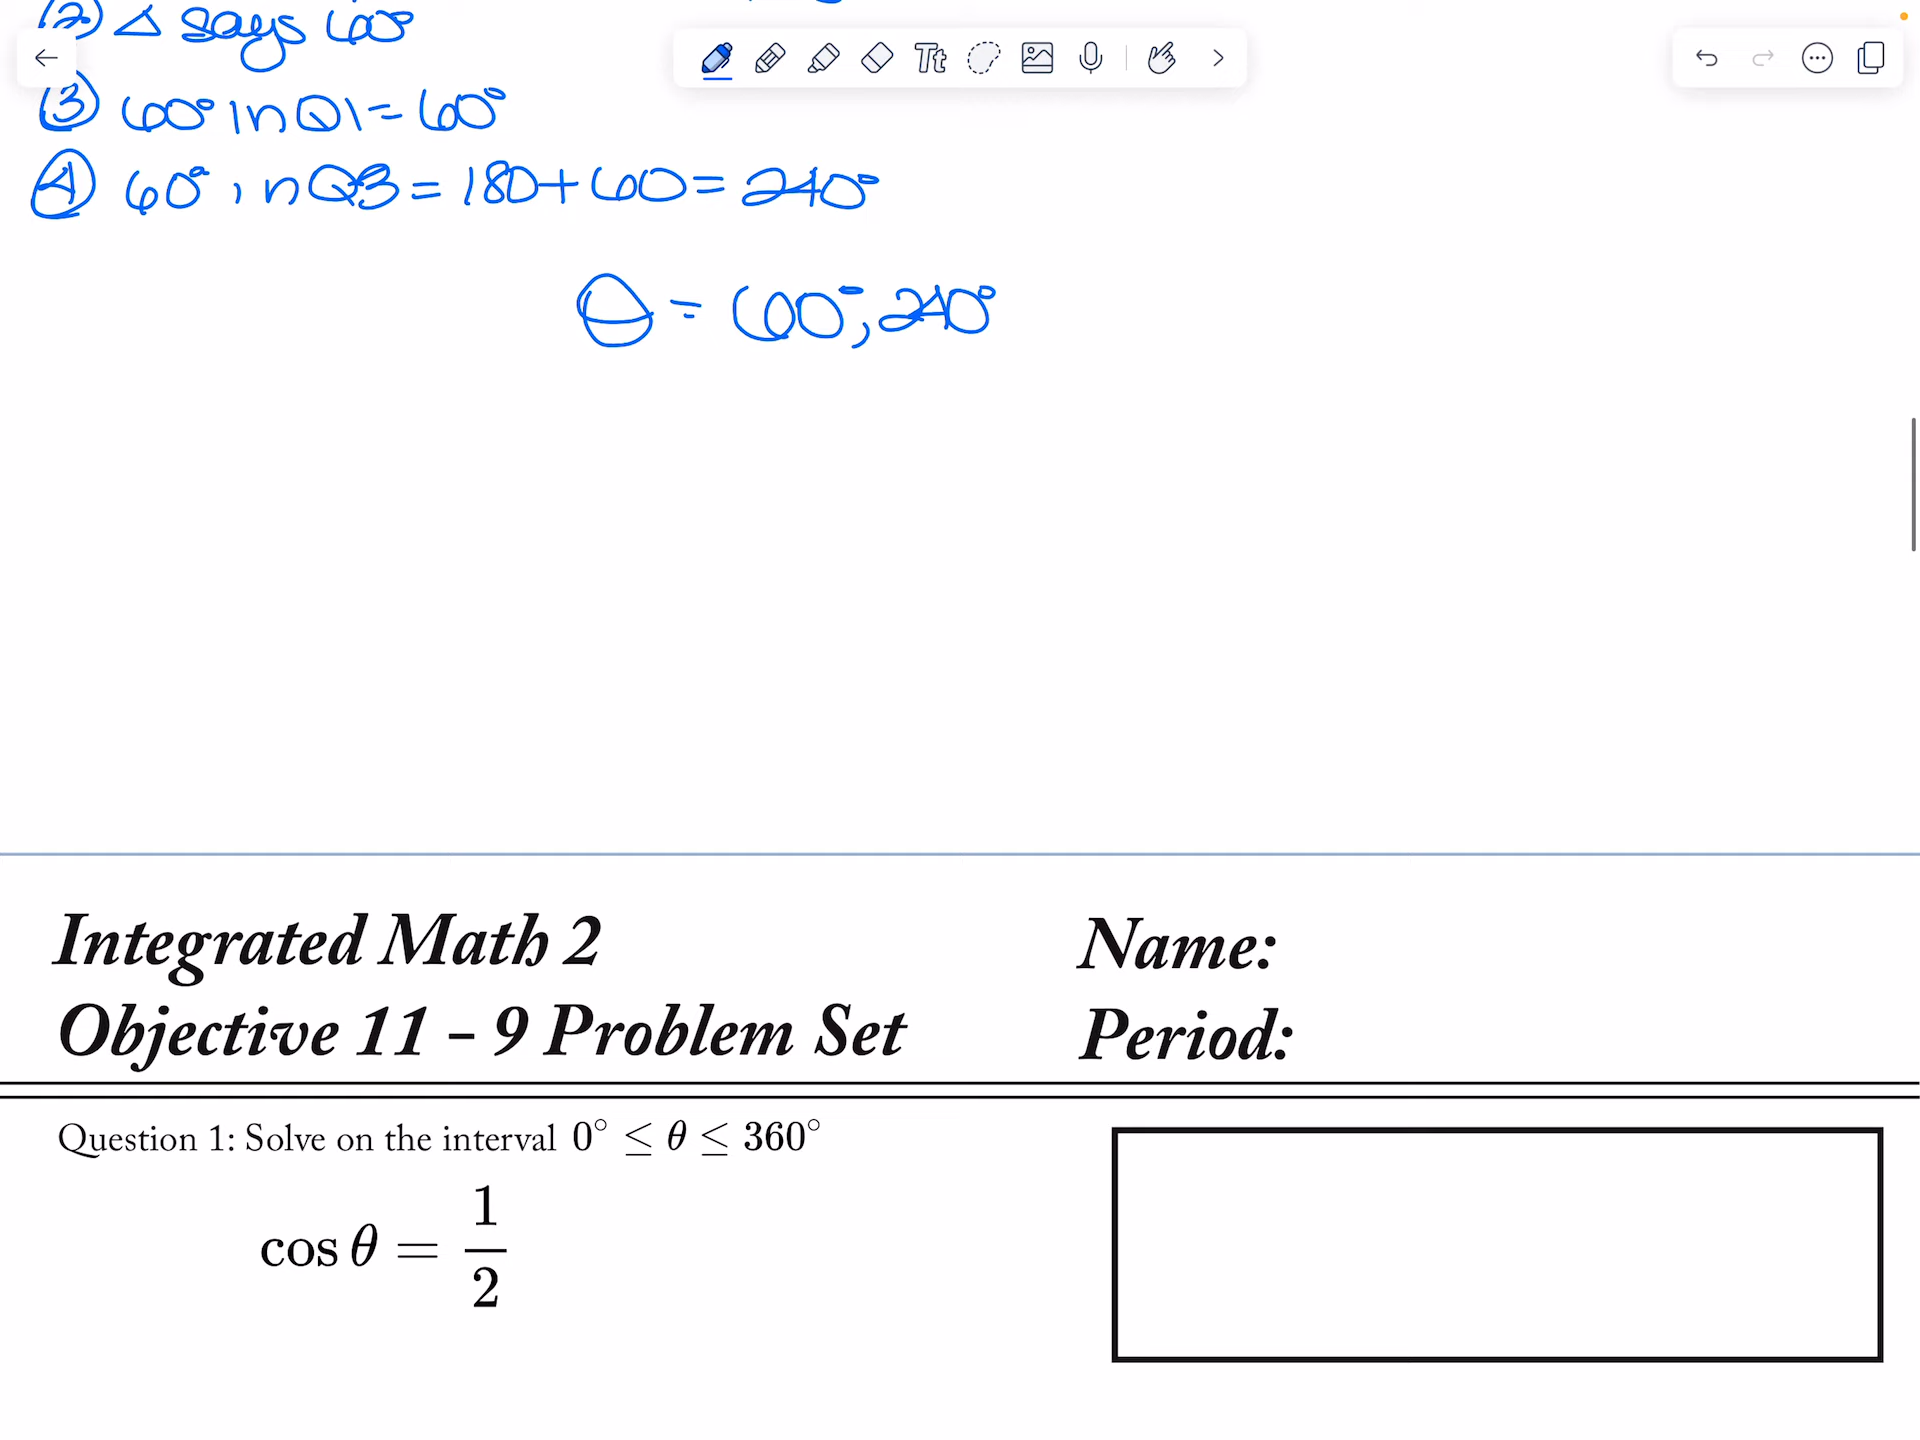 ② △ says 60°
③ 60° in Q1 = 60°
④ 60° in Q3 = 180 + 60 = 240°
θ = 60°, 240°
Tt
Integrated Math 2
Name:
Objective 11 - 9 Problem Set
Period:
Question 1: Solve on the interval 0° ≤ θ ≤ 360°
cos θ = 1/2